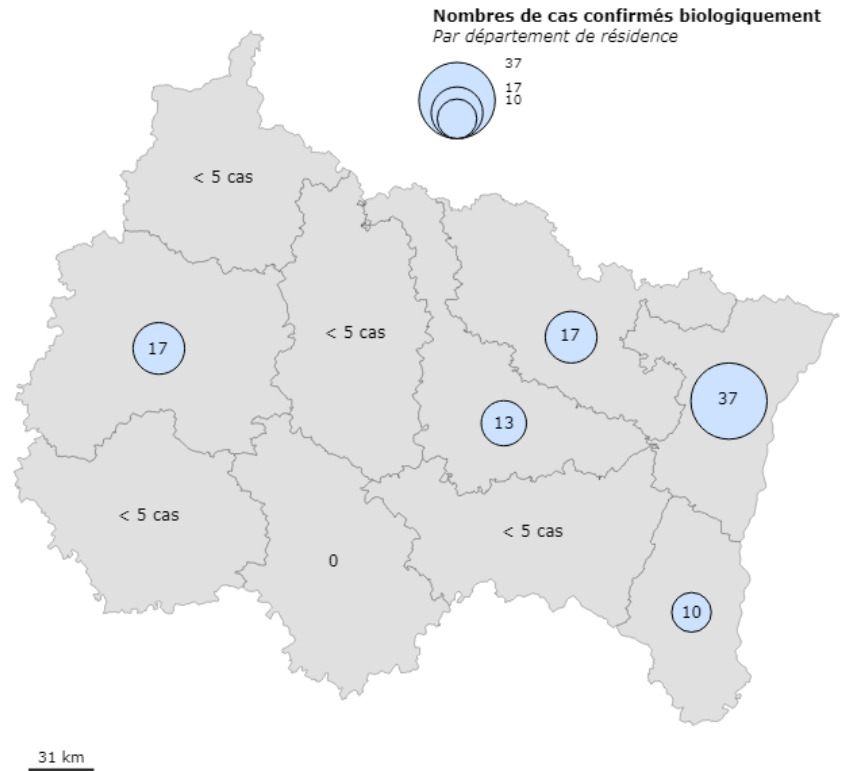 Nombres de cas confirmés biologiquement
Par département de résidence
37
17
10
< 5 cas
< 5 cas
17
17
37
13
< 5 cas
< 5 cas
0
10
31 km